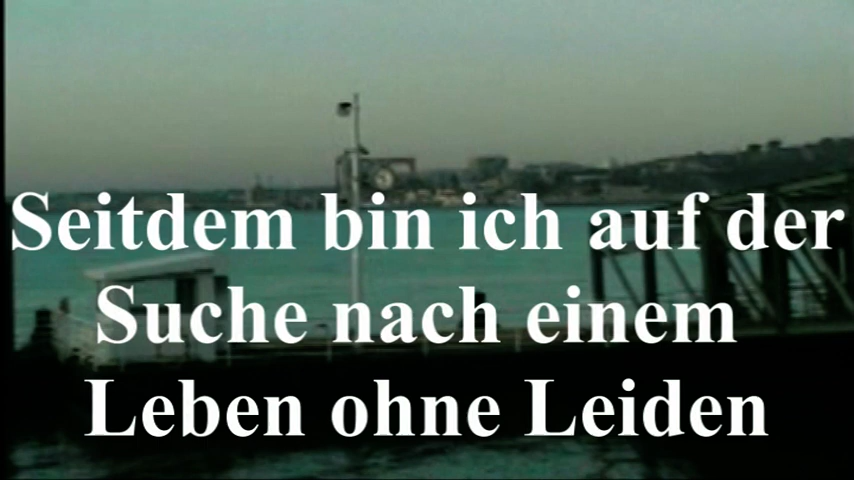 Seitdem bin ich auf der
Suche nach einem
Leben ohne Leiden